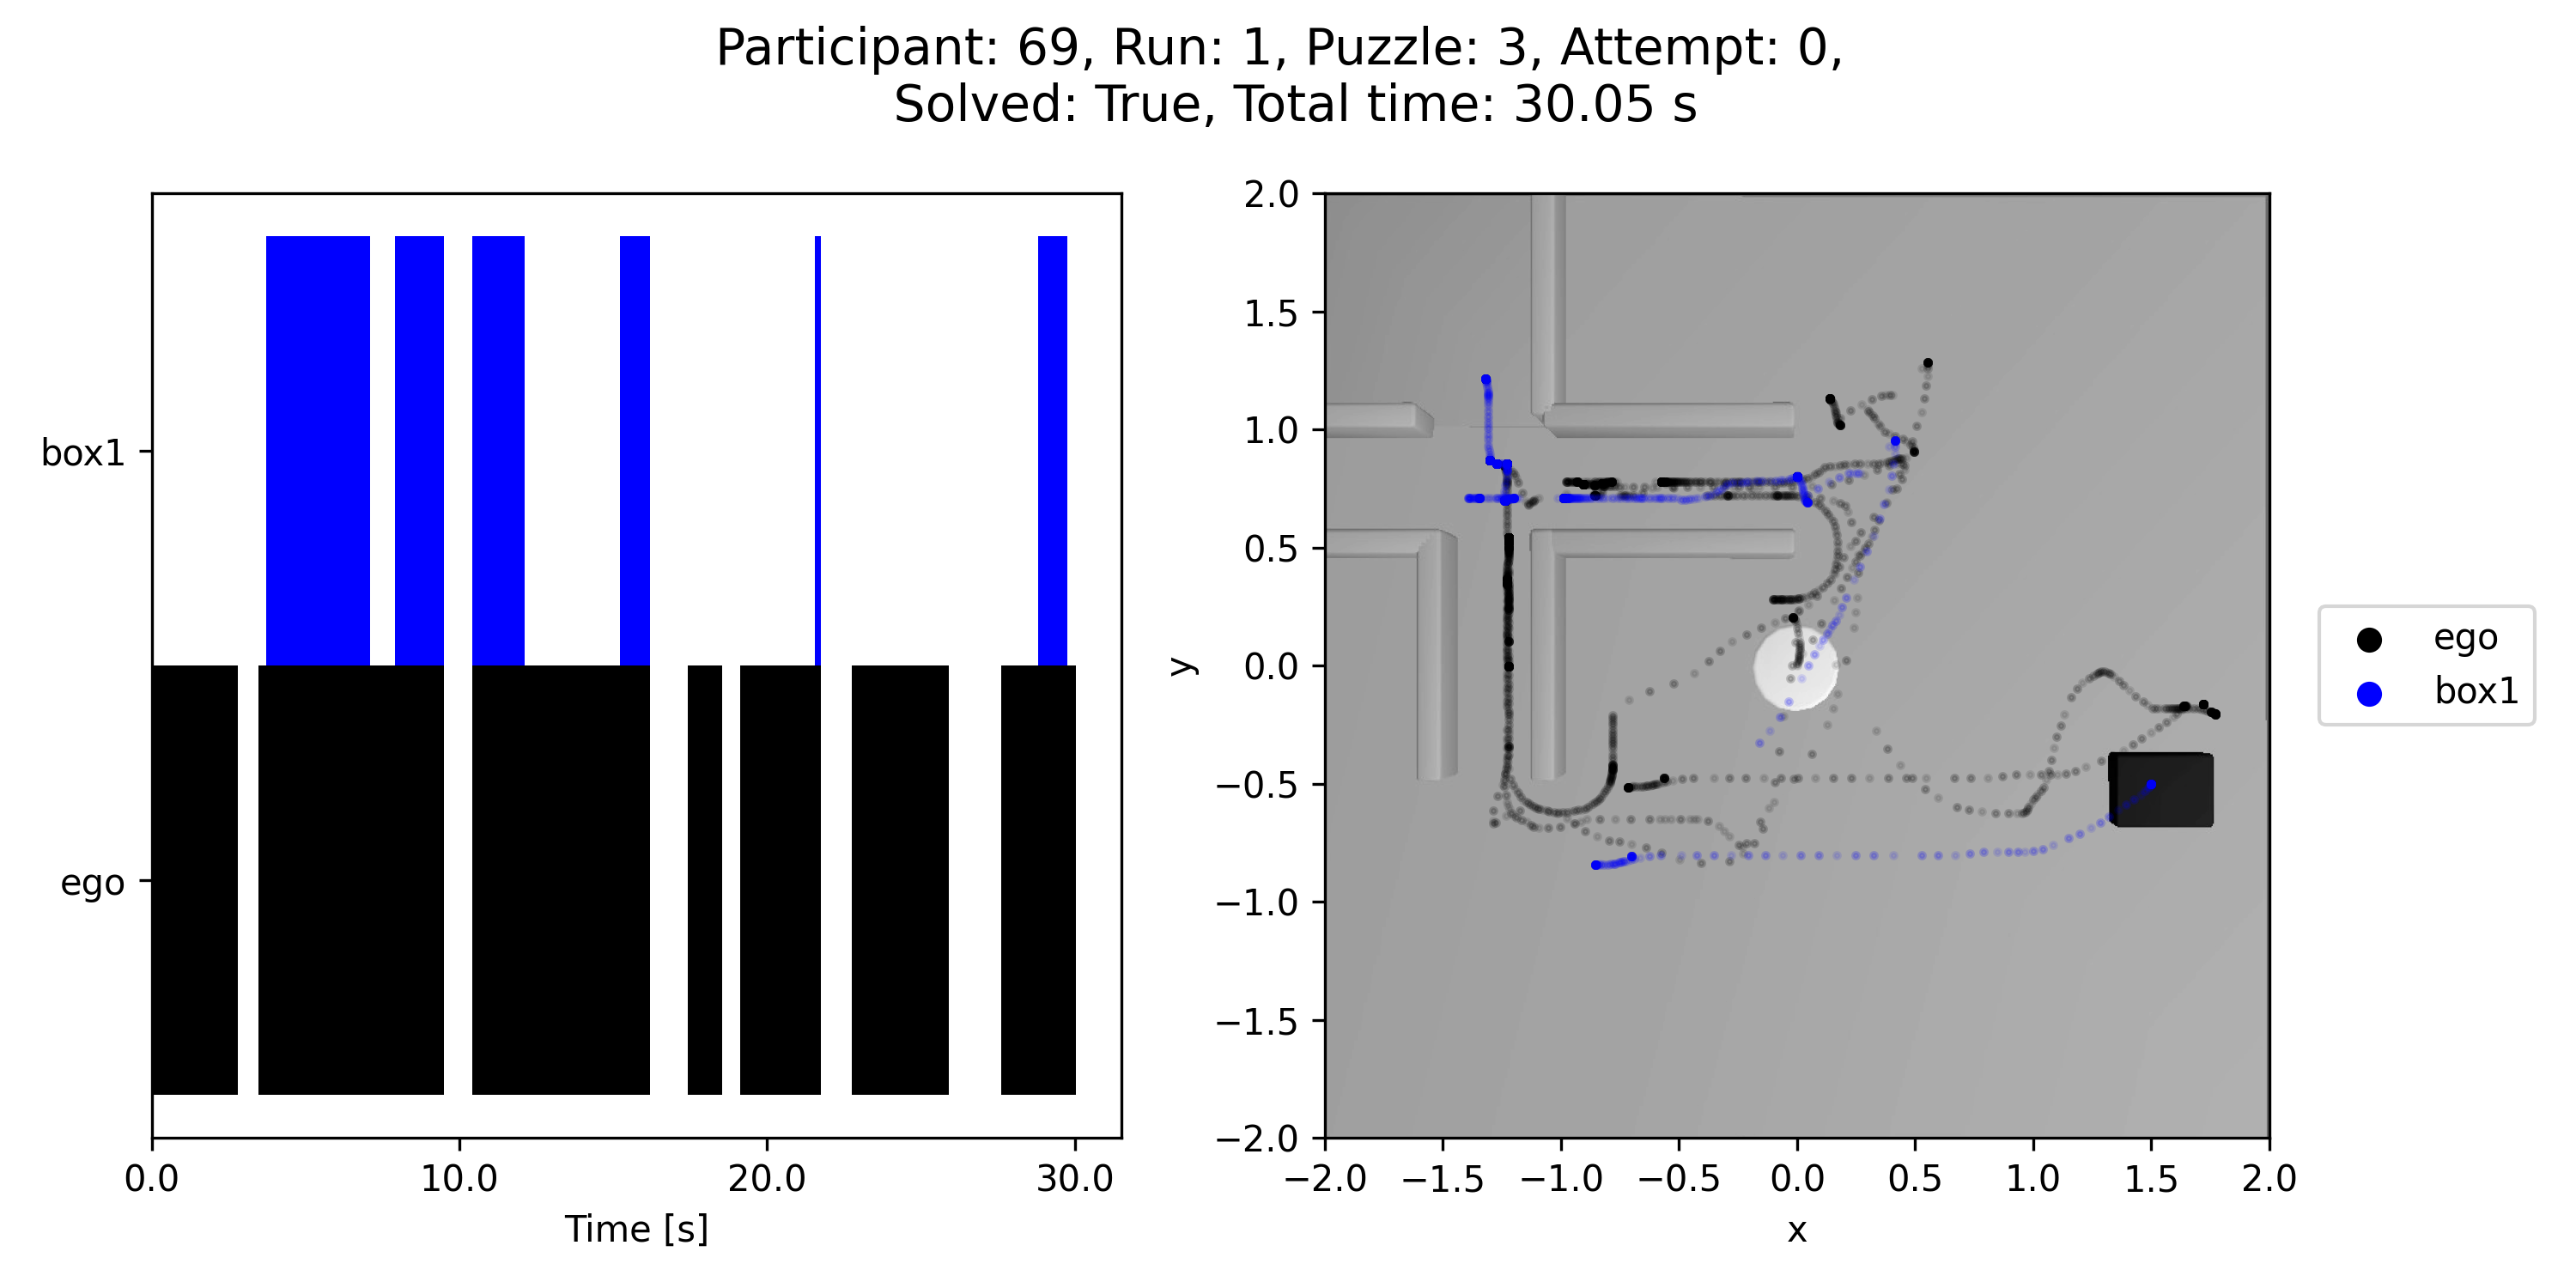 Participant: 69, Run: 1, Puzzle: 3, Attempt: 0,
Solved: True, Total time: 30.05 s
box1
ego
0.0 10.0 20.0 30.0
Time [s]
2.0
1.5
1.0
0.5
0.0
−0.5
−1.0
−1.5
−2.0
y
−2.0 −1.5 −1.0 −0.5 0.0 0.5 1.0 1.5 2.0
x
ego
box1